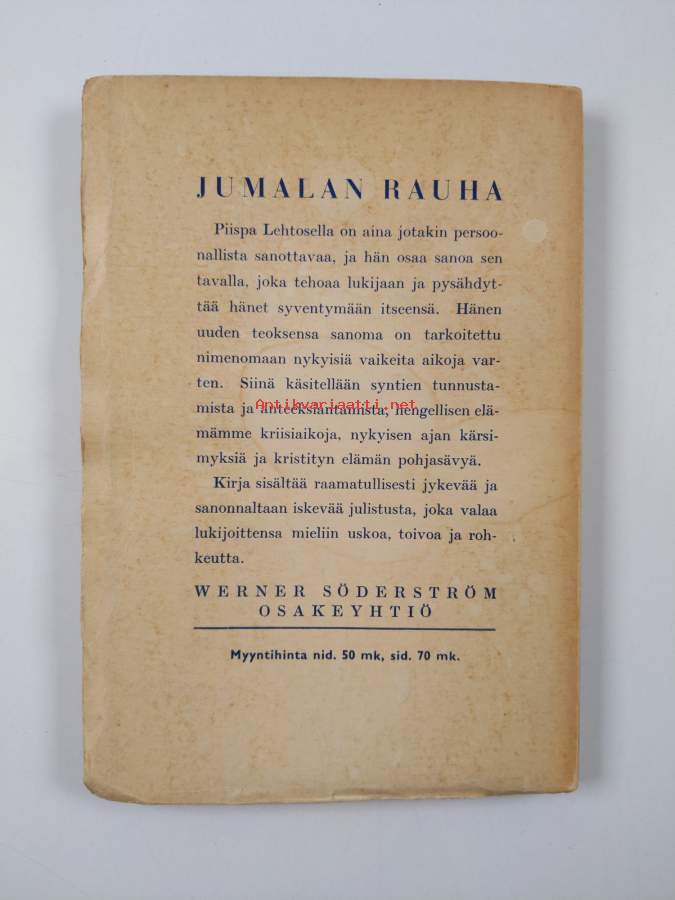 JUMALAN RAUHA
Piispa Lehtosella on aina jotakin persoo-
nallista sanottavaa, ja hän osaa sanoa sen
tavalla, joka tehoaa lukijaan ja pysähdyt-
tää hänet syventymään itseensä. Hänen
uuden teoksensa sanoma on tarkoitettu
nimenomaan nykyisiä vaikeita aikoja var-
ten. Siinä käsitellään syntien tunnusta-
Antikvariaatti.net
mista ja anteeksiantamista, hengellisen elä-
mämme kriisiaikoja, nykyisen ajan kärsi-
myksiä ja kristityn elämän pohjasävyä.
Kirja sisältää raamatullisesti jykevää ja
sanonnaltaan iskevää julistusta, joka valaa
lukijoittensa mieliin uskoa, toivoa ja roh-
keutta.
WERNER SÖDERSTRÖM
OSAKEYHTIÖ
Myyntihinta nid. 50 mk, sid. 70 mk.